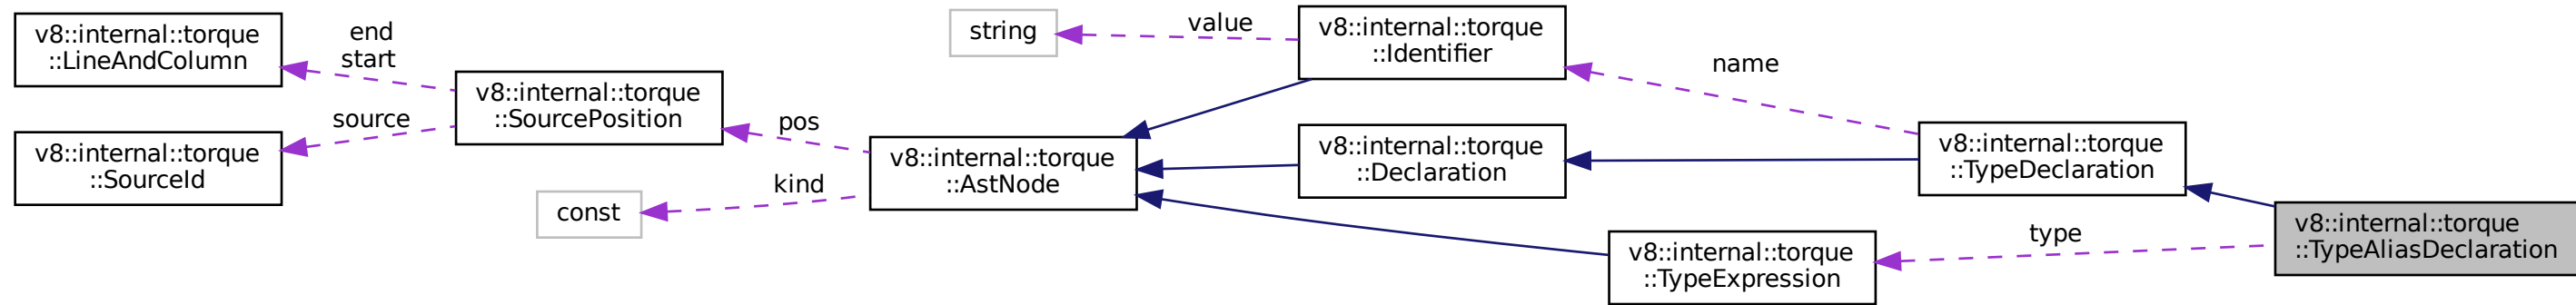 v8::internal::torque
::LineAndColumn
end
start
source
v8::internal::torque
::SourceId
v8::internal::torque
::SourcePosition
string
value
v8::internal::torque
::Identifier
name
pos
kind
const
v8::internal::torque
::AstNode
v8::internal::torque
::Declaration
v8::internal::torque
::TypeDeclaration
v8::internal::torque
::TypeExpression
type
v8::internal::torque
::TypeAliasDeclaration